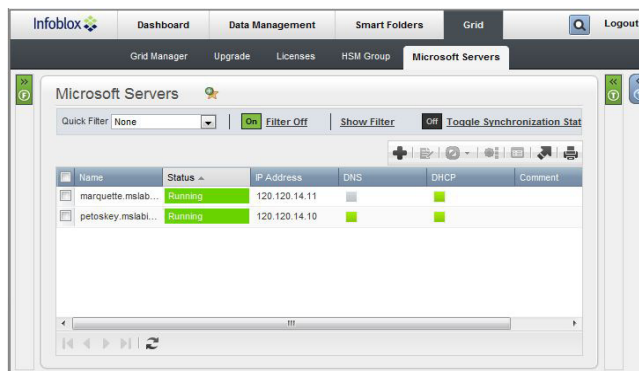 Infoblox Dashboard Data Management Smart Folders Grid Logout
Grid Manager Upgrade Licenses HSM Group Microsoft Servers
Microsoft Servers
Quick Filter None On Filter Off Show Filter Off Toggle Synchronization Stat
Name Status IP Address DNS DHCP Comment
marquette.mslab... Running 120.120.14.11
petoskey.mslabi... Running 120.120.14.10